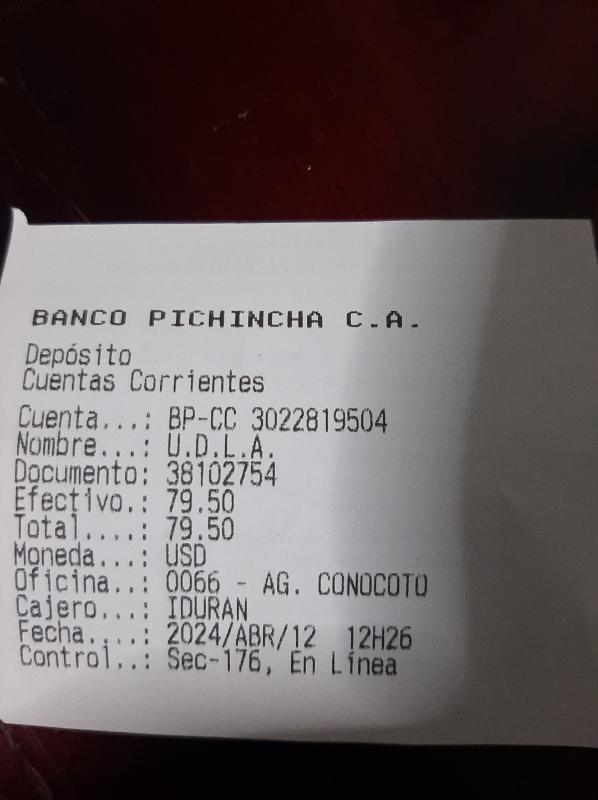 BANCO PICHINCHA C.A.
Depósito
Cuentas Corrientes
Cuenta...: BP-CC 3022819504
Nombre...: U.D.L.A.
Documento: 38102754
Efectivo.: 79.50
Total....: 79.50
Moneda...: USD
Oficina..: 0066 - AG. CONOCOTO
Cajero...: IDURAN
Fecha....: 2024/ABR/12 12H26
Control..: Sec-176, En Línea